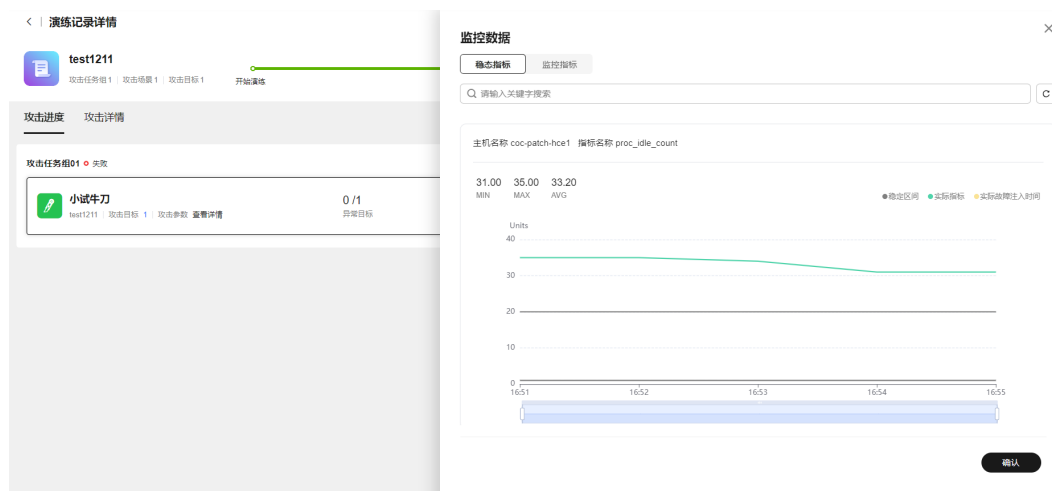 演练记录详情
test1211
攻击任务组 1 | 攻击场景 1 | 攻击目标 1
开始演练
攻击进度 攻击详情
攻击任务组01 失败
小试牛刀
test1211 | 攻击目标 1 | 攻击参数 查看详情
0 /1
异常目标
监控数据
稳态指标 监控指标
请输入关键字搜索
主机名称 coc-patch-hce1 指标名称 proc_idle_count
31.00 35.00 33.20
MIN MAX AVG
稳定区间 实际指标 实际故障注入时间
Units
40
30
20
10
0
16:51 16:52 16:53 16:54 16:55
确认